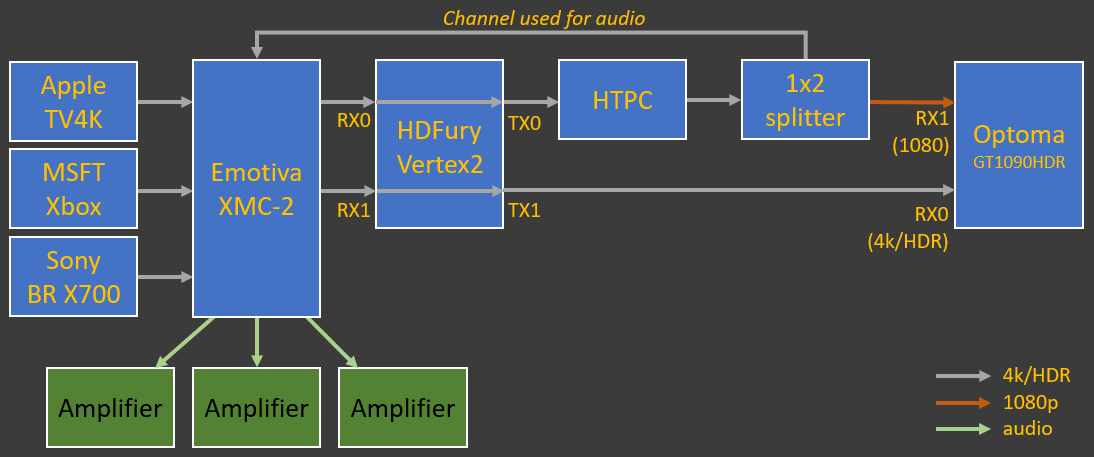 Channel used for audio
Apple
TV4K
MSFT
Xbox
Sony
BR X700
Emotiva
XMC-2
RX0
RX1
HDFury
Vertex2
TX0
TX1
HTPC
1x2
splitter
RX1
(1080)
RX0
(4k/HDR)
Optoma
GT1090HDR
Amplifier
Amplifier
Amplifier
4k/HDR
1080p
audio